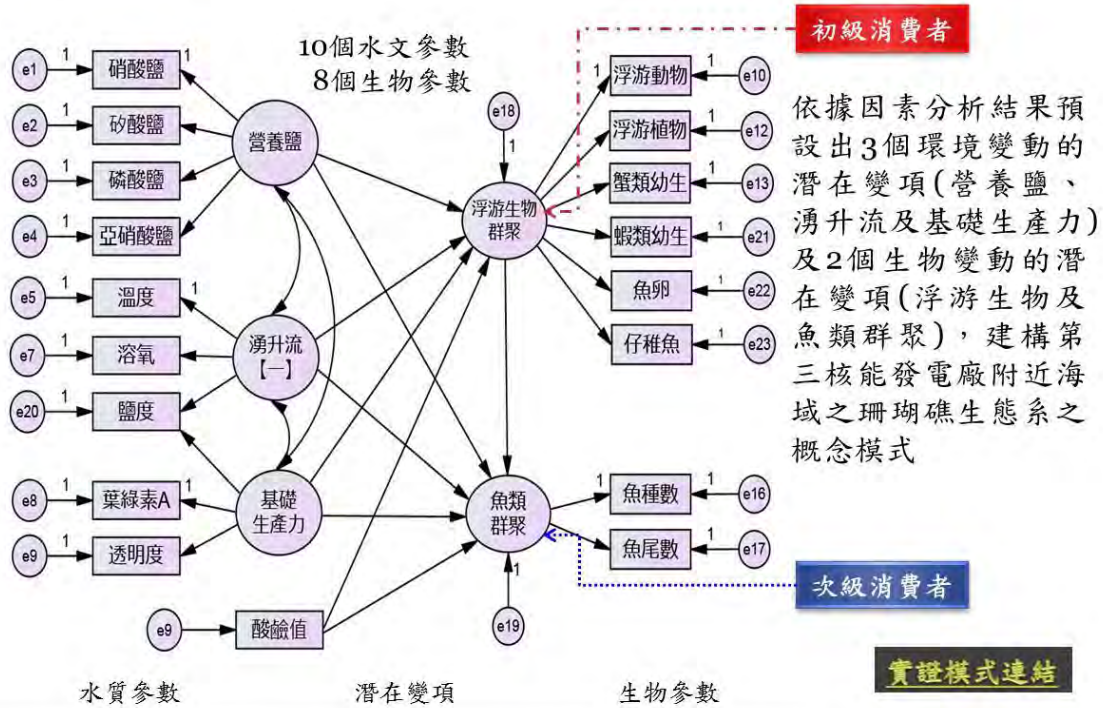 10個水文參數
8個生物參數
初級消費者
e1
1
硝酸鹽
1
e2
1
矽酸鹽
e3
1
磷酸鹽
e4
1
亞硝酸鹽
營養鹽
e5
1
溫度
1
e7
1
溶氧
e20
1
鹽度
湧升流
【一】
e8
1
葉綠素A
1
e9
1
透明度
基礎
生產力
e9
酸鹼值
e18
1
浮游生物
群聚
1
浮游動物
1
e10
浮游植物
1
e12
蟹類幼生
1
e13
蝦類幼生
1
e21
魚卵
1
e22
仔稚魚
1
e23
魚類
群聚
1
e19
1
魚種數
1
e16
魚尾數
1
e17
依據因素分析結果預
設出3個環境變動的
潛在變項(營養鹽、
湧升流及基礎生產力)
及2個生物變動的潛
在變項(浮游生物及
魚類群聚)，建構第
三核能發電廠附近海
域之珊瑚礁生態系之
概念模式
次級消費者
實證模式連結
水質參數
潛在變項
生物參數